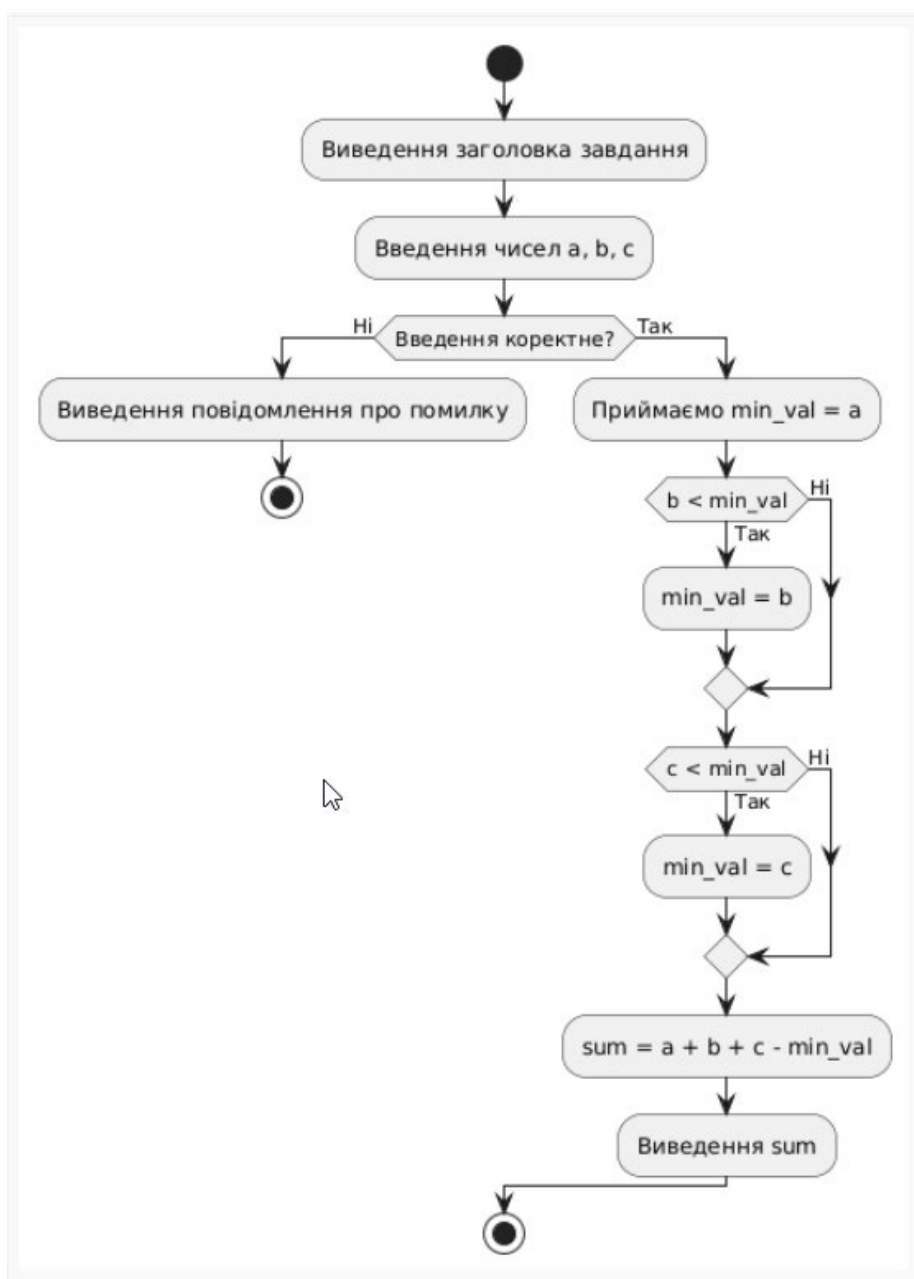 Виведення заголовка завдання
Введення чисел a, b, c
Ні
Введення коректне?
Так
Виведення повідомлення про помилку
Приймаємо min_val = a
b < min_val
Ні
Так
min_val = b
c < min_val
Ні
Так
min_val = c
sum = a + b + c - min_val
Виведення sum